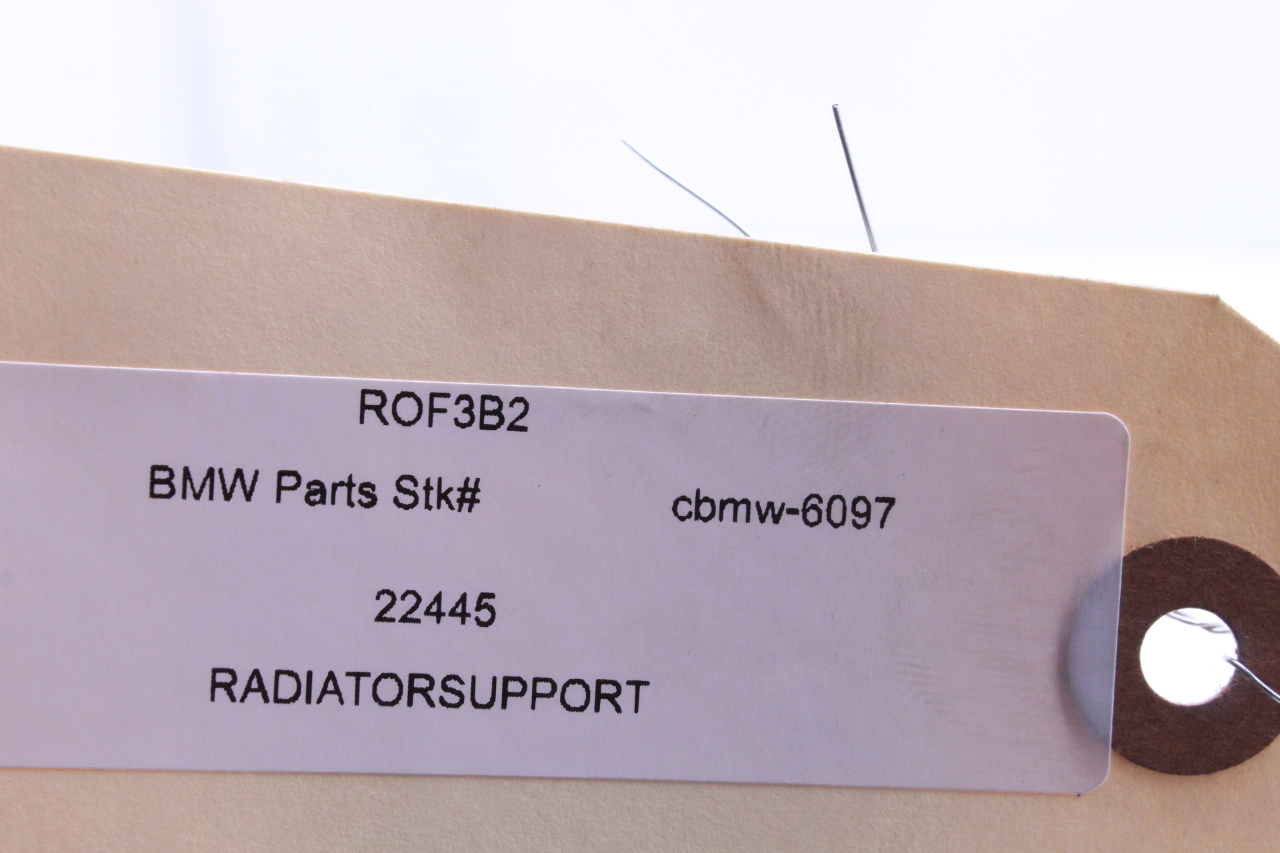 ROF3B2
BMW Parts Stk# cbmw-6097
22445
RADIATORSUPPORT